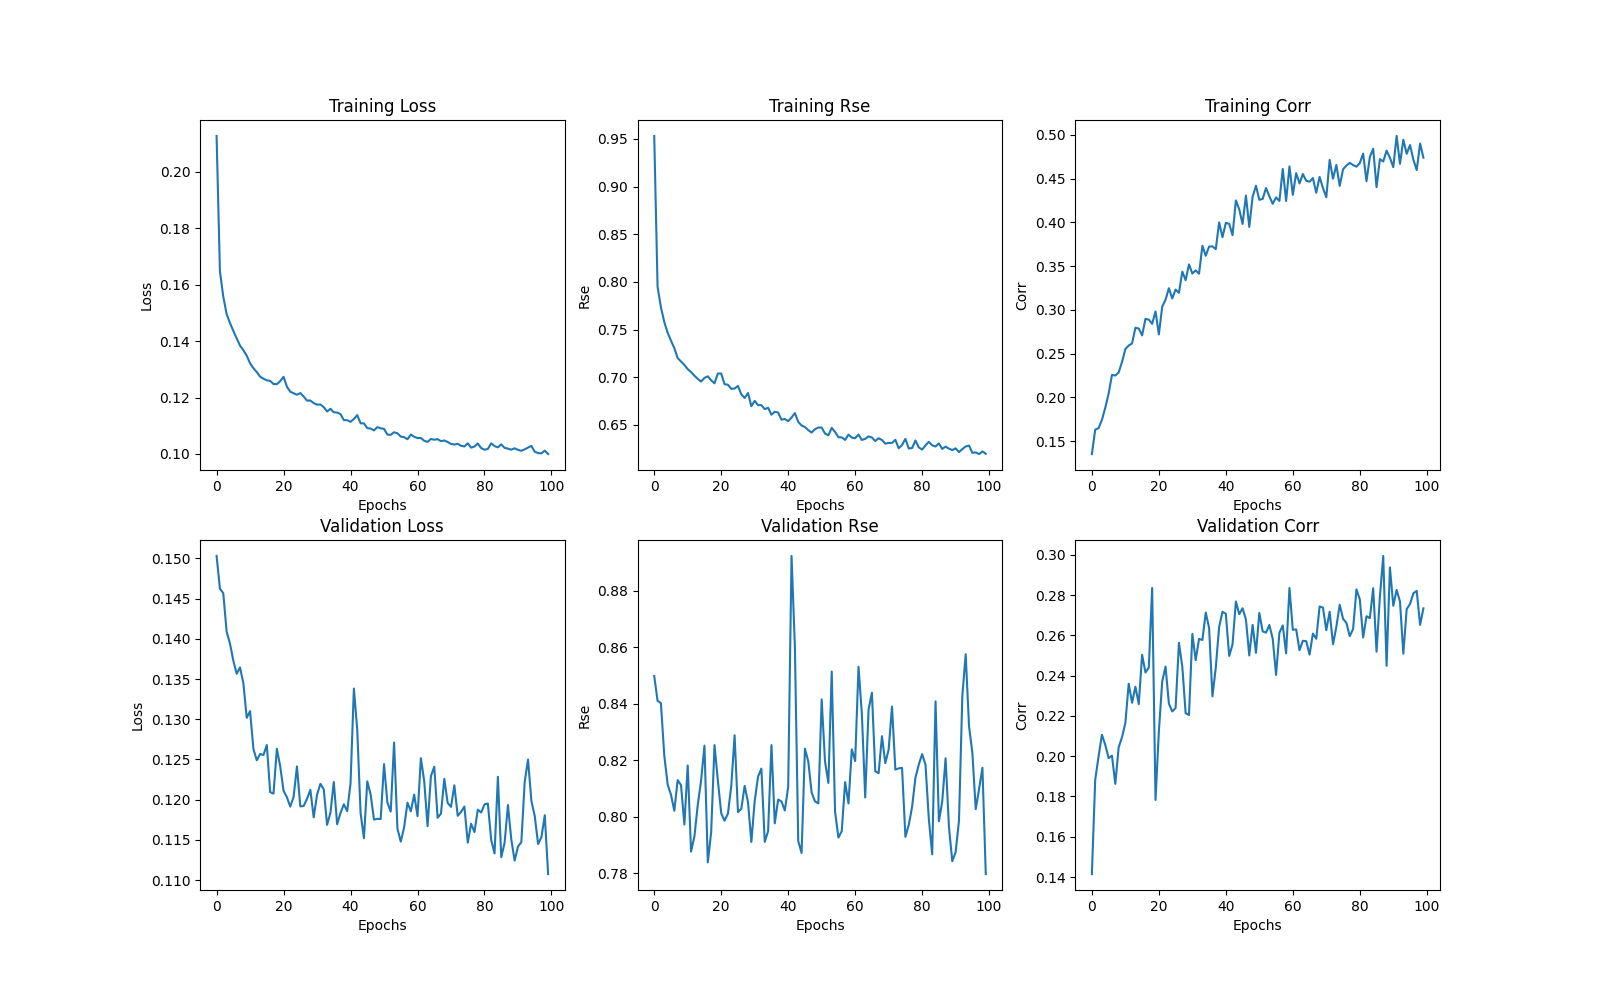 Training Loss
Loss
0.20
0.18
0.16
0.14
0.12
0.10
0 20 40 60 80 100
Epochs
Training Rse
Rse
0.95
0.90
0.85
0.80
0.75
0.70
0.65
0 20 40 60 80 100
Epochs
Training Corr
Corr
0.50
0.45
0.40
0.35
0.30
0.25
0.20
0.15
0 20 40 60 80 100
Epochs
Validation Loss
Loss
0.150
0.145
0.140
0.135
0.130
0.125
0.120
0.115
0.110
0 20 40 60 80 100
Epochs
Validation Rse
Rse
0.88
0.86
0.84
0.82
0.80
0.78
0 20 40 60 80 100
Epochs
Validation Corr
Corr
0.30
0.28
0.26
0.24
0.22
0.20
0.18
0.16
0.14
0 20 40 60 80 100
Epochs